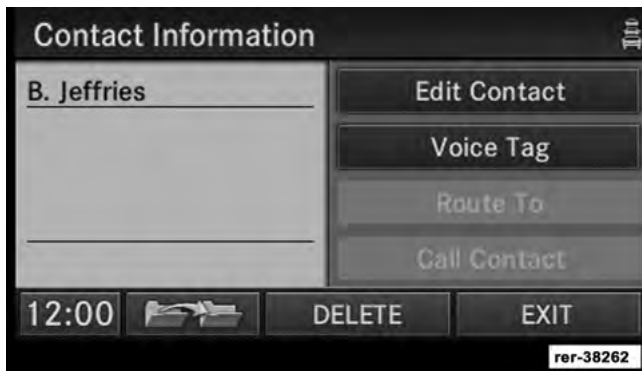 Contact Information
B. Jeffries
Edit Contact
Voice Tag
Route To
Call Contact
12:00
DELETE
EXIT
rer-38262